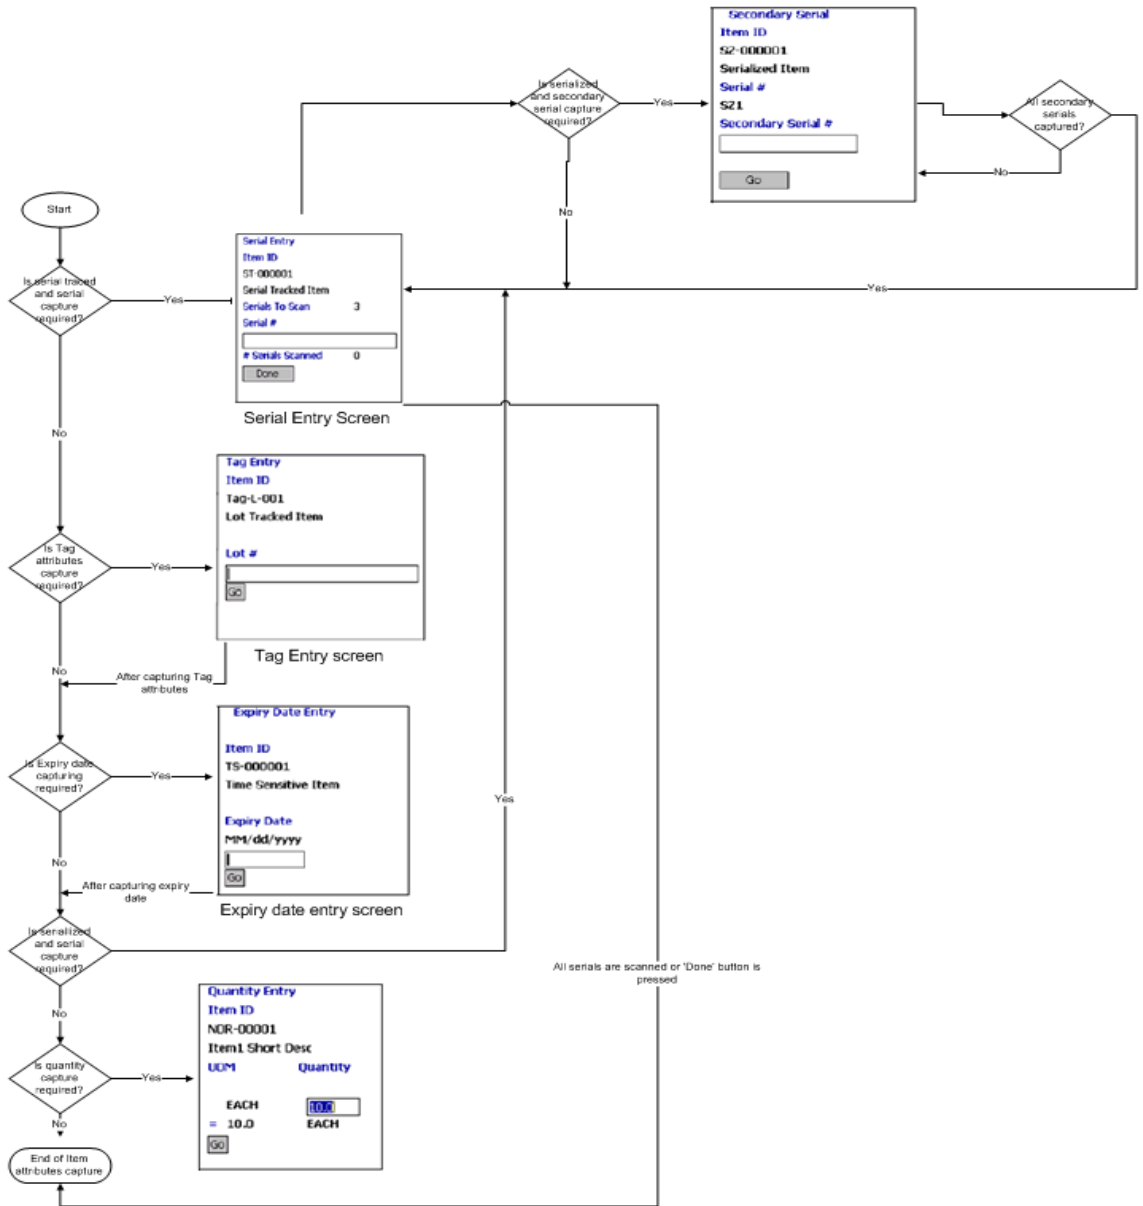 Secondary Serial
Item ID
S2-000001
Serialized Item
Serial #
SZ1
Secondary Serial #
Go
Is serialized
and secondary
serial capture
required?
Yes
All secondary
serials
captured?
No
No
Yes
Start
Is serial traced
and serial
capture
required?
Yes
Serial Entry
Item ID
ST-000001
Serial Tracked Item
Serials To Scan 3
Serial #
# Serials Scanned 0
Done
Serial Entry Screen
No
Tag Entry
Item ID
Tag-L-001
Lot Tracked Item
Lot #
Go
Tag Entry screen
Is Tag
attributes
capture
required?
Yes
No
After capturing Tag
attributes
Expiry Date Entry
Item ID
TS-000001
Time Sensitive Item
Expiry Date
MM/dd/yyyy
Go
Expiry date entry screen
Is Expiry date
capturing
required?
Yes
Yes
No
After capturing expiry
date
Is serialized
and serial
capture
required?
All serials are scanned or 'Done' button is
pressed
No
Quantity Entry
Item ID
NOR-00001
Item1 Short Desc
UOM Quantity
EACH 10.0
= 10.0 EACH
Go
Is quantity
capture
required?
Yes
No
End of Item
attributes capture